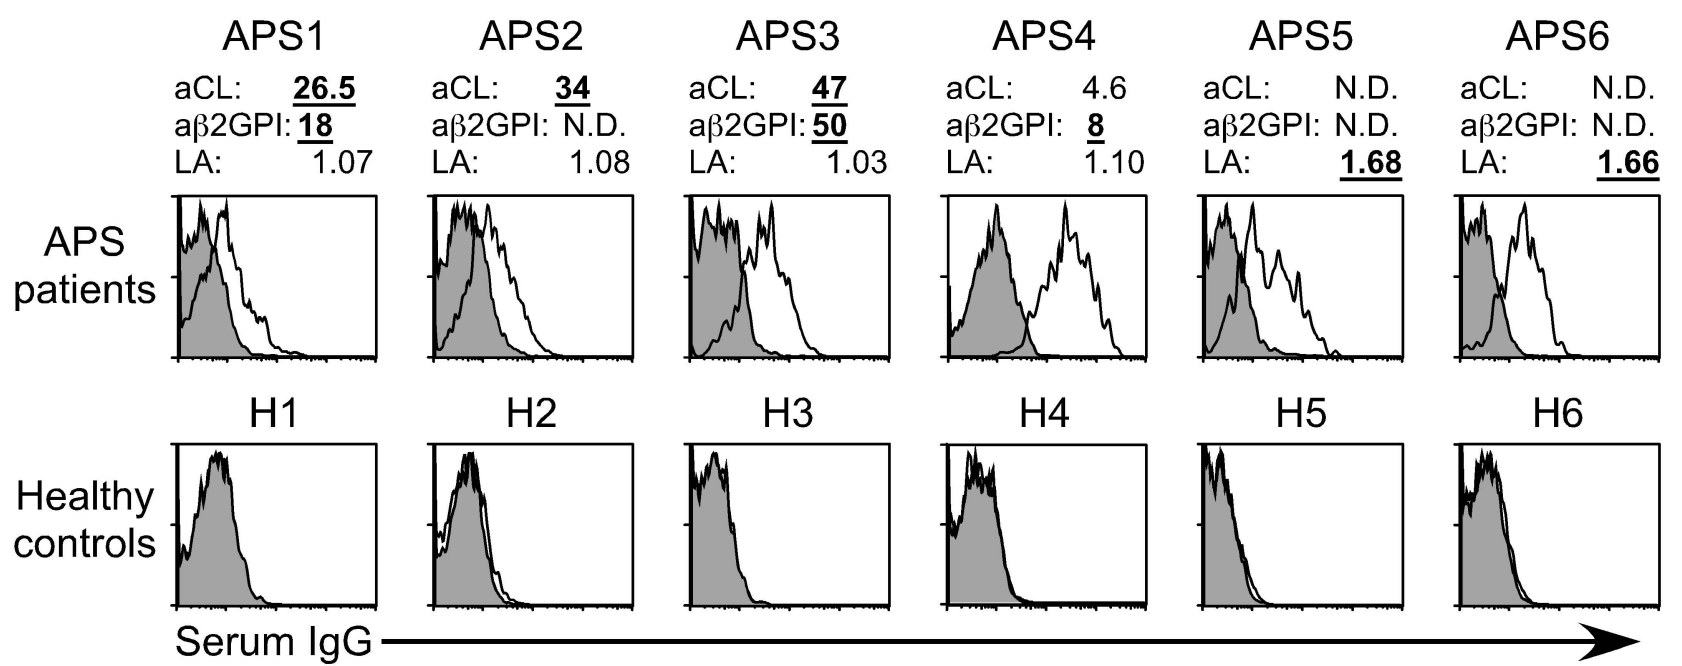 APS1 APS2 APS3 APS4 APS5 APS6
aCL: 26.5 aCL: 34 aCL: 47 aCL: 4.6 aCL: N.D. aCL: N.D.
aβ2GPI: 18 aβ2GPI: N.D. aβ2GPI: 50 aβ2GPI: 8 aβ2GPI: N.D. aβ2GPI: N.D.
LA: 1.07 LA: 1.08 LA: 1.03 LA: 1.10 LA: 1.68 LA: 1.66
APS
patients
H1 H2 H3 H4 H5 H6
Healthy
controls
Serum IgG